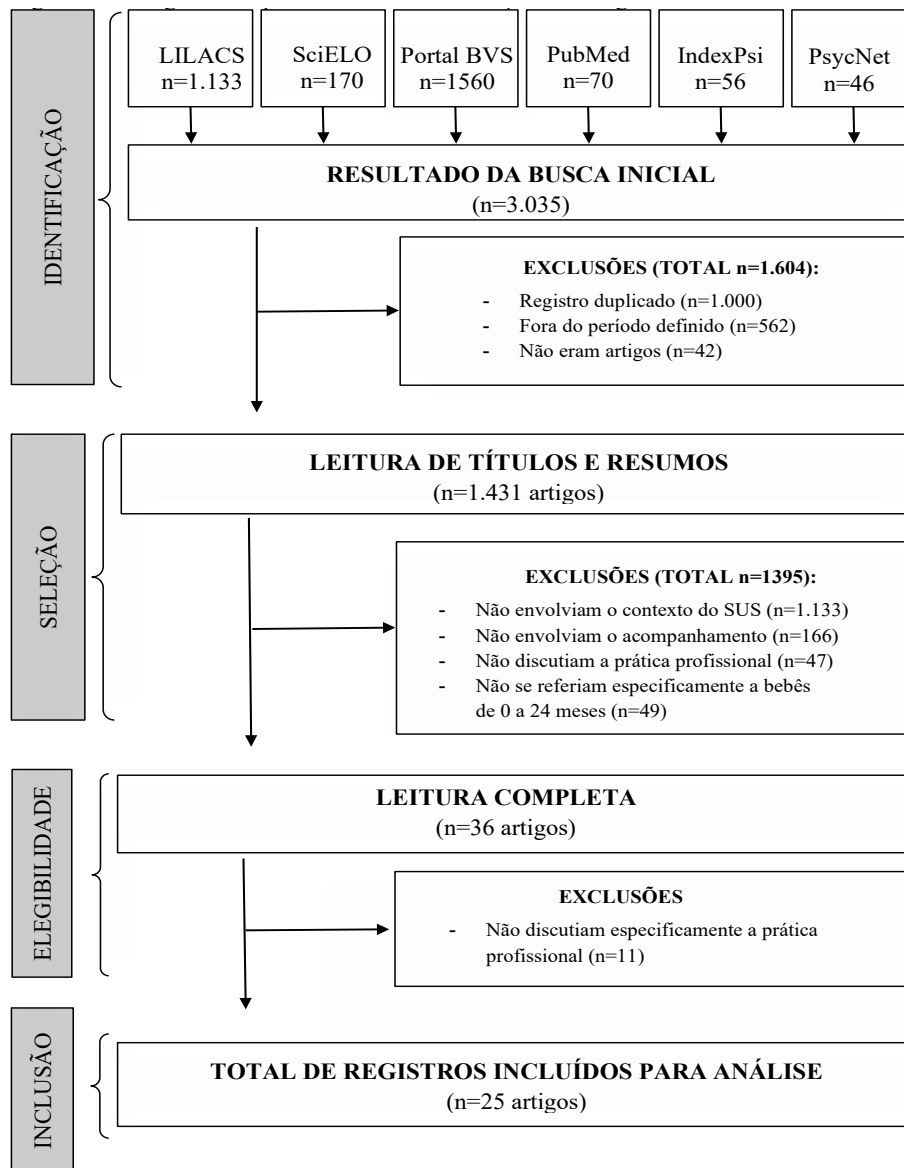 LILACS
n=1.133
SciELO
n=170
Portal BVS
n=1560
PubMed
n=70
IndexPsi
n=56
PsycNet
n=46
IDENTIFICAÇÃO
RESULTADO DA BUSCA INICIAL
(n=3.035)
EXCLUSÕES (TOTAL n=1.604):
- Registro duplicado (n=1.000)
- Fora do período definido (n=562)
- Não eram artigos (n=42)
SELEÇÃO
LEITURA DE TÍTULOS E RESUMOS
(n=1.431 artigos)
EXCLUSÕES (TOTAL n=1395):
- Não envolviam o contexto do SUS (n=1.133)
- Não envolviam o acompanhamento (n=166)
- Não discutiam a prática profissional (n=47)
- Não se referiam especificamente a bebês
de 0 a 24 meses (n=49)
ELEGIBILIDADE
LEITURA COMPLETA
(n=36 artigos)
EXCLUSÕES
- Não discutiam especificamente a prática
profissional (n=11)
INCLUSÃO
TOTAL DE REGISTROS INCLUÍDOS PARA ANÁLISE
(n=25 artigos)